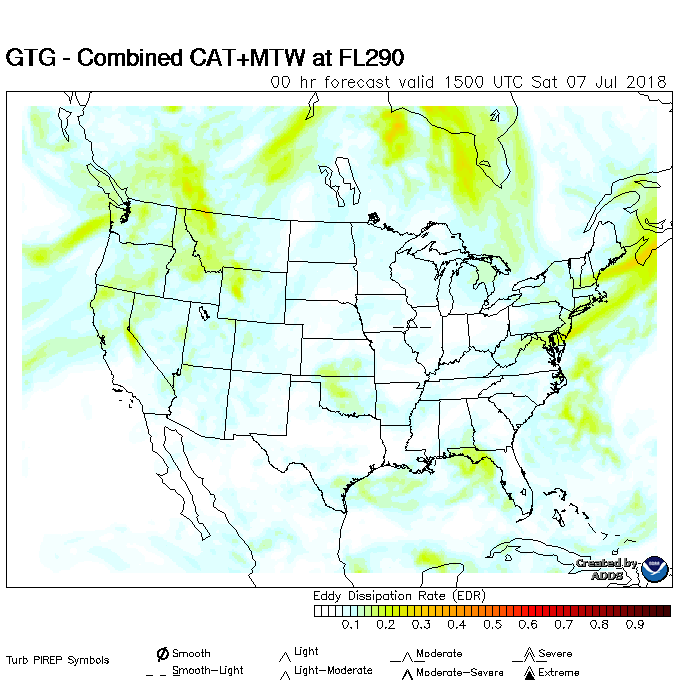 GTG - Combined CAT+MTW at FL290
00 hr forecast valid 1500 UTC Sat 07 Jul 2018
Created by
ADDS
Eddy Dissipation Rate (EDR)
0.1 0.2 0.3 0.4 0.5 0.6 0.7 0.8 0.9
Turb PIREP Symbols
Smooth
Light
Moderate
Severe
Smooth-Light
Light-Moderate
Moderate-Severe
Extreme